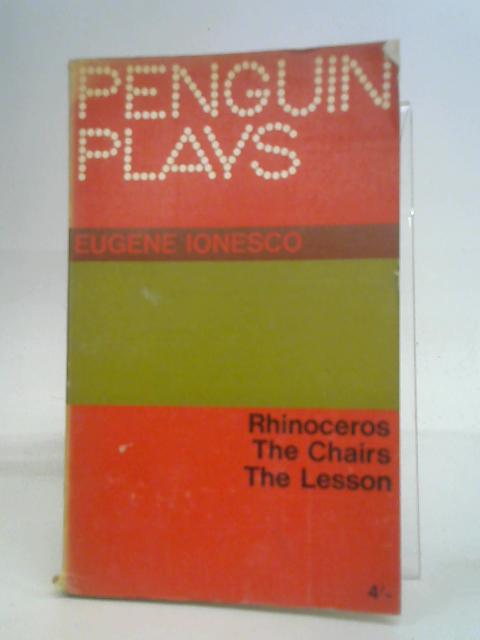 PENGUIN
PLAYS
EUGENE IONESCO
Rhinoceros
The Chairs
The Lesson
4/-